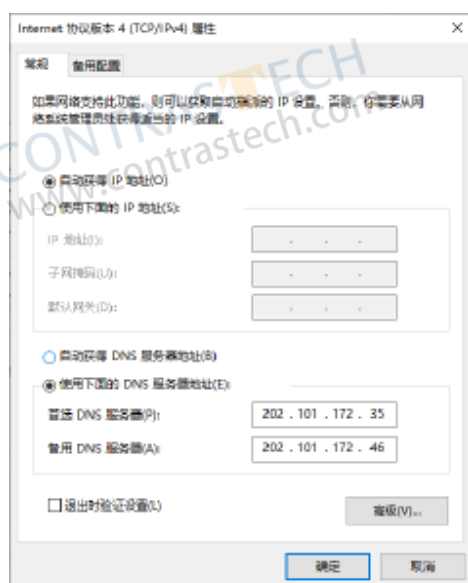 Internet 协议版本 4 (TCP/IPv4) 属性
常规 备用配置
如果网络支持此功能，则可以获取自动指派的 IP 设置。否则，你需要从网
络系统管理员处获得适当的 IP 设置。
自动获得 IP 地址(O)
使用下面的 IP 地址(S):
IP 地址(I):
子网掩码(U):
默认网关(D):
自动获得 DNS 服务器地址(B)
使用下面的 DNS 服务器地址(E):
首选 DNS 服务器(P): 202 . 101 . 172 . 35
备用 DNS 服务器(A): 202 . 101 . 172 . 46
退出时验证设置(L)
高级(V)...
确定 取消
CONTRASTECH
www.contrastech.com